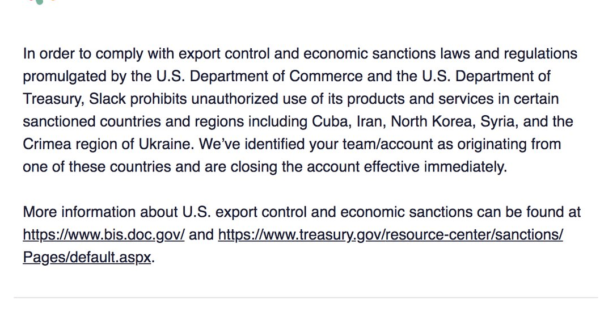 In order to comply with export control and economic sanctions laws and regulations
promulgated by the U.S. Department of Commerce and the U.S. Department of
Treasury, Slack prohibits unauthorized use of its products and services in certain
sanctioned countries and regions including Cuba, Iran, North Korea, Syria, and the
Crimea region of Ukraine. We’ve identified your team/account as originating from
one of these countries and are closing the account effective immediately.
More information about U.S. export control and economic sanctions can be found at
https://www.bis.doc.gov/ and https://www.treasury.gov/resource-center/sanctions/
Pages/default.aspx.